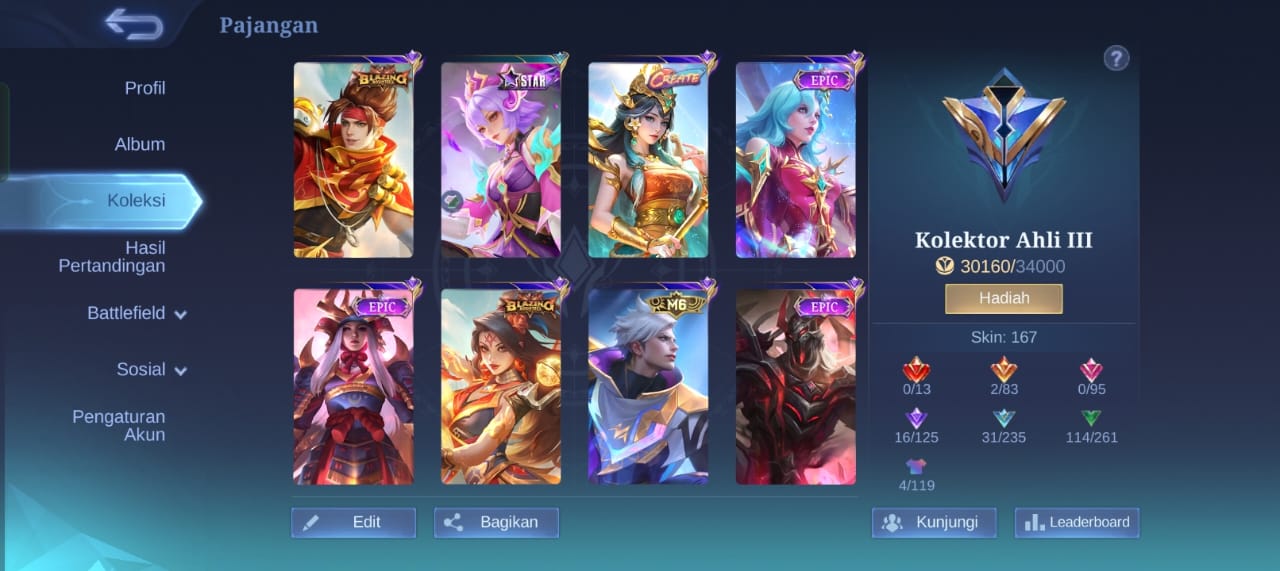 Pajangan
Profil
Album
Koleksi
Hasil
Pertandingan
Battlefield
Sosial
Pengaturan
Akun
BLAZING
STAR
CREATE
EPIC
EPIC
BLAZING
M6
EPIC
Edit
Bagikan
?
Kolektor Ahli III
30160/34000
Hadiah
Skin: 167
0/13
2/83
0/95
16/125
31/235
114/261
4/119
Kunjungi
Leaderboard